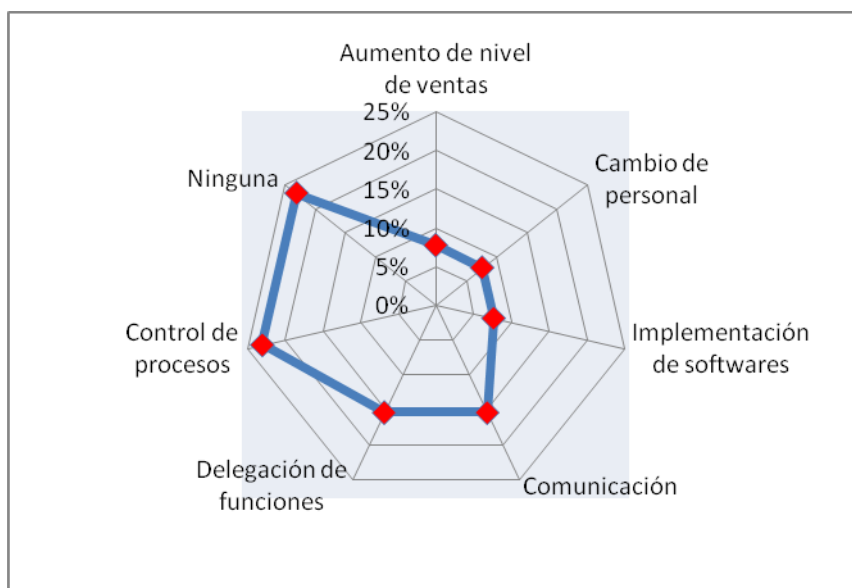 Aumento de nivel
de ventas
25%
20%
15%
10%
5%
0%
Cambio de
personal
Implementación
de softwares
Comunicación
Delegación de
funciones
Control de
procesos
Ninguna